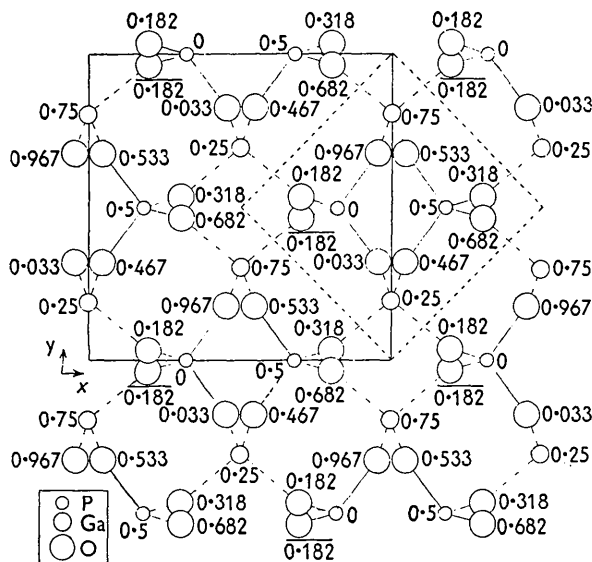 0·182 0 0·5 0·318 0·182 0
0·182 0·682 0·182
0·75 0·033 0·467 0·75 0·033
0·967 0·533 0·25 0·967 0·533 0·25
0·318 0·182 0·318
0·5 0·682 0·182 0 0·5 0·682
0·033 0·467 0·75 0·033 0·467 0·75
0·25 0·967 0·533 0·25 0·967
y 0·182 0·318 0·182
x 0 0·5 0
0·182 0·682 0·182
0·75 0·033 0·467 0·75 0·033
0·967 0·533 0·25 0·967 0·533 0·25
P 0·318 0·182 0·318
Ga 0·5 0·682 0 0·5 0·682
O 0·182